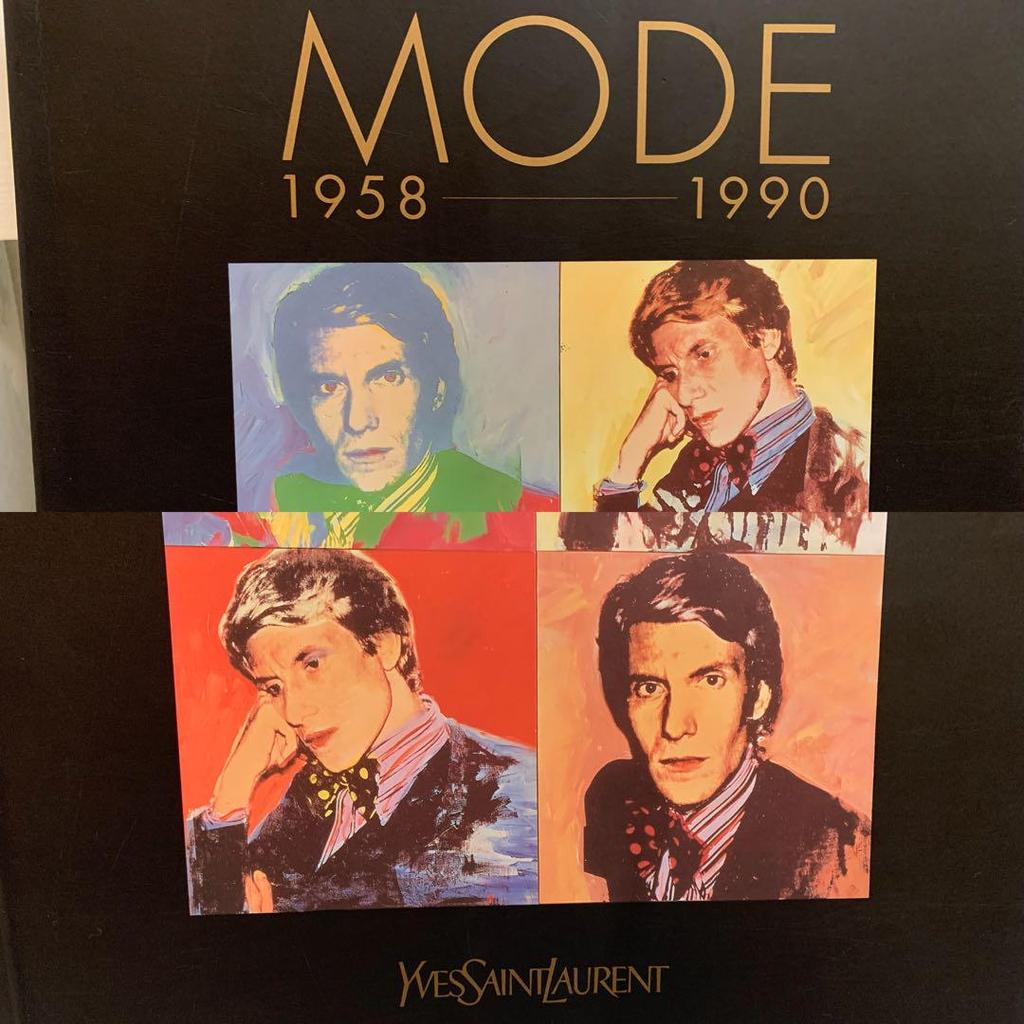 MODE
1958 — 1990
YVESSAINTLAURENT